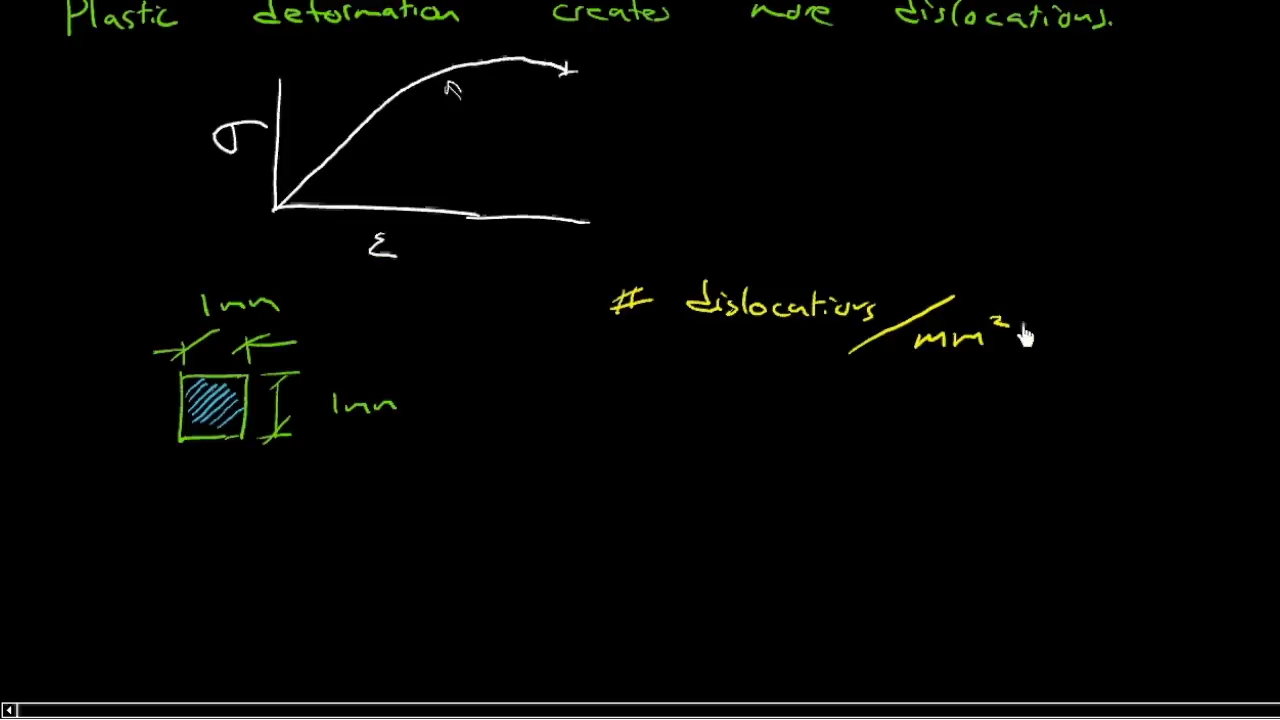 Plastic deformation creates more dislocations.
σ
ε
1mm
# dislocations/mm²
1mm